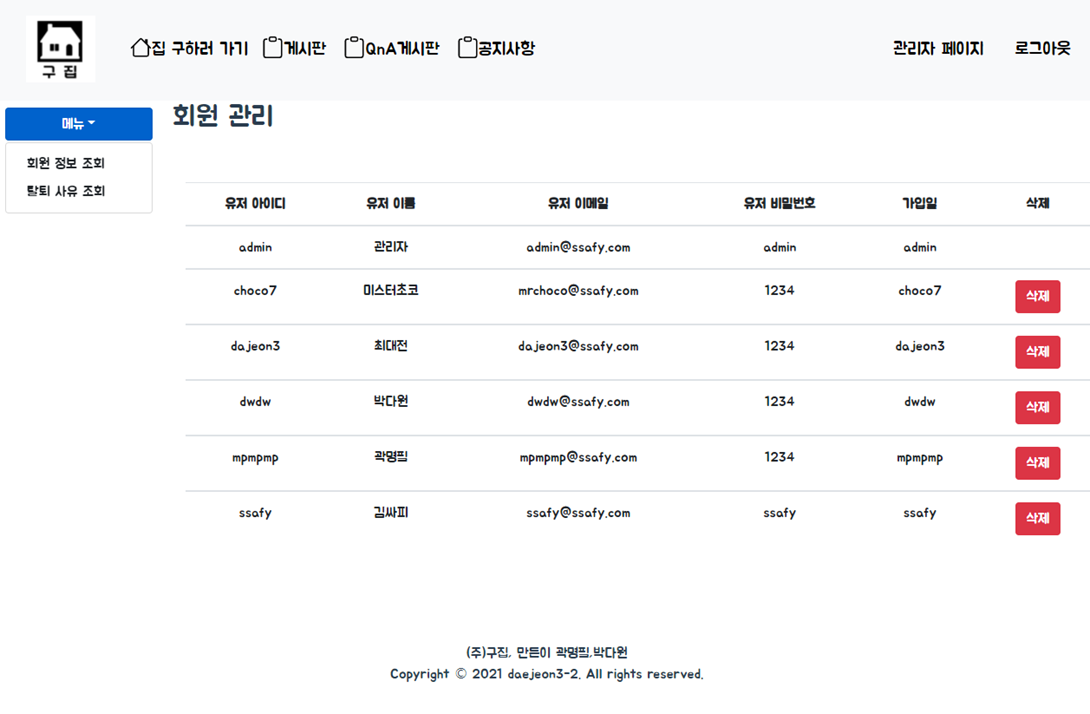 구 집
집 구하러 가기 게시판 QnA게시판 공지사항 관리자 페이지 로그아웃
메뉴
회원 정보 조회
탈퇴 사유 조회
회원 관리
유저 아이디 유저 이름 유저 이메일 유저 비밀번호 가입일 삭제
admin 관리자 admin@ssafy.com admin admin
choco7 미스터초코 mrchoco@ssafy.com 1234 choco7 삭제
dajeon3 최대전 dajeon3@ssafy.com 1234 dajeon3 삭제
dwdw 박다원 dwdw@ssafy.com 1234 dwdw 삭제
mpmpmp 곽명필 mpmpmp@ssafy.com 1234 mpmpmp 삭제
ssafy 김싸피 ssafy@ssafy.com ssafy ssafy 삭제
(주)구집, 만든이 곽명필,박다원
Copyright © 2021 daejeon3-2. All rights reserved.